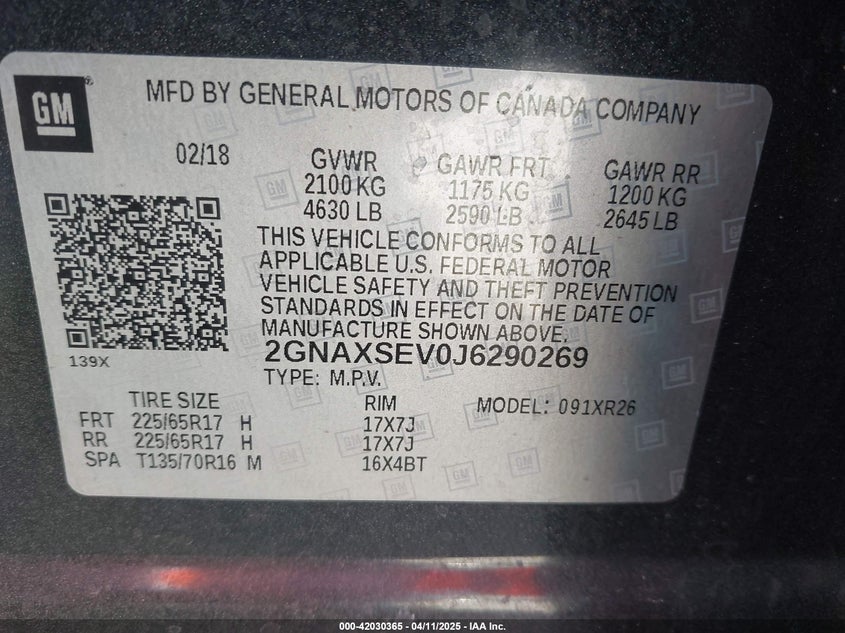 GM
MFD BY GENERAL MOTORS OF CANADA COMPANY
02/18
GVWR GAWR FRT GAWR RR
2100 KG 1175 KG 1200 KG
4630 LB 2590 LB 2645 LB
THIS VEHICLE CONFORMS TO ALL
APPLICABLE U.S. FEDERAL MOTOR
VEHICLE SAFETY AND THEFT PREVENTION
STANDARDS IN EFFECT ON THE DATE OF
MANUFACTURE SHOWN ABOVE.
2GNAXSEV0J6290269
139X
TYPE: M.P.V.
TIRE SIZE RIM MODEL: 091XR26
FRT 225/65R17 H 17X7J
RR 225/65R17 H 17X7J
SPA T135/70R16 M 16X4BT
000-42030365 - 04/11/2025 - IAA Inc.